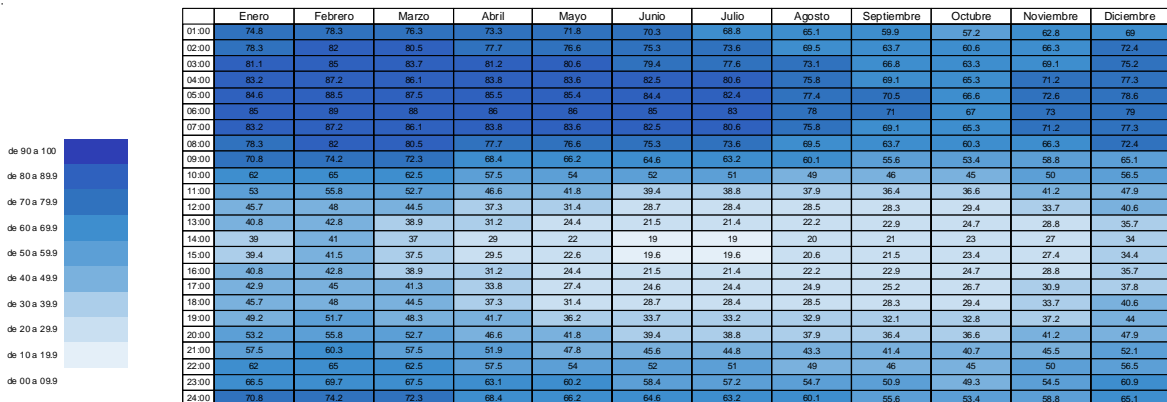 Enero Febrero Marzo Abril Mayo Junio Julio Agosto Septiembre Octubre Noviembre Diciembre
01:00 74.8 78.3 76.3 73.3 71.8 70.3 68.8 65.1 59.9 57.2 62.8 69
02:00 78.3 82 80.5 77.7 76.6 75.3 73.6 69.5 63.7 60.6 66.3 72.4
03:00 81.1 85 83.7 81.2 80.6 79.4 77.6 73.1 66.8 63.3 69.1 75.2
04:00 83.2 87.2 86.1 83.8 83.6 82.5 80.6 75.8 69.1 65.3 71.2 77.3
05:00 84.6 88.5 87.5 85.5 85.4 84.4 82.4 77.4 70.5 66.6 72.6 78.6
06:00 85 89 88 86 86 85 83 78 71 67 73 79
07:00 83.2 87.2 86.1 83.8 83.6 82.5 80.6 75.8 69.1 65.3 71.2 77.3
08:00 78.3 82 80.5 77.7 76.6 75.3 73.6 69.5 63.7 60.3 66.3 72.4
09:00 70.8 74.2 72.3 68.4 66.2 64.6 63.2 60.1 55.6 53.4 58.8 65.1
10:00 62 65 62.5 57.5 54 52 51 49 46 45 50 56.5
11:00 53 55.8 52.7 46.6 41.8 39.4 38.8 37.9 36.4 36.6 41.2 47.9
12:00 45.7 48 44.5 37.3 31.4 28.7 28.4 28.5 28.3 29.4 33.7 40.6
13:00 40.8 42.8 38.9 31.2 24.4 21.5 21.4 22.2 22.9 24.7 28.8 35.7
14:00 39 41 37 29 22 19 19 20 21 23 27 34
15:00 39.4 41.5 37.5 29.5 22.6 19.6 19.6 20.6 21.5 23.4 27.4 34.4
16:00 40.8 42.8 38.9 31.2 24.4 21.5 21.4 22.2 22.9 24.7 28.8 35.7
17:00 42.9 45 41.3 33.8 27.4 24.6 24.4 24.9 25.2 26.7 30.9 37.8
18:00 45.7 48 44.5 37.3 31.4 28.7 28.4 28.5 28.3 29.4 33.7 40.6
19:00 49.2 51.7 48.3 41.7 36.2 33.7 33.2 32.9 32.1 32.8 37.2 44
20:00 53.2 55.8 52.7 46.6 41.8 39.4 38.8 37.9 36.4 36.6 41.2 47.9
21:00 57.5 60.3 57.5 51.9 47.8 45.6 44.8 43.3 41.4 40.7 45.5 52.1
22:00 62 65 62.5 57.5 54 52 51 49 46 45 50 56.5
23:00 66.5 69.7 67.5 63.1 60.2 58.4 57.2 54.7 50.9 49.3 54.5 60.9
24:00 70.8 74.2 72.3 68.4 66.2 64.6 63.2 60.1 55.6 53.4 58.8 65.1
de 90 a 100
de 80 a 89.9
de 70 a 79.9
de 60 a 69.9
de 50 a 59.9
de 40 a 49.9
de 30 a 39.9
de 20 a 29.9
de 10 a 19.9
de 00 a 09.9